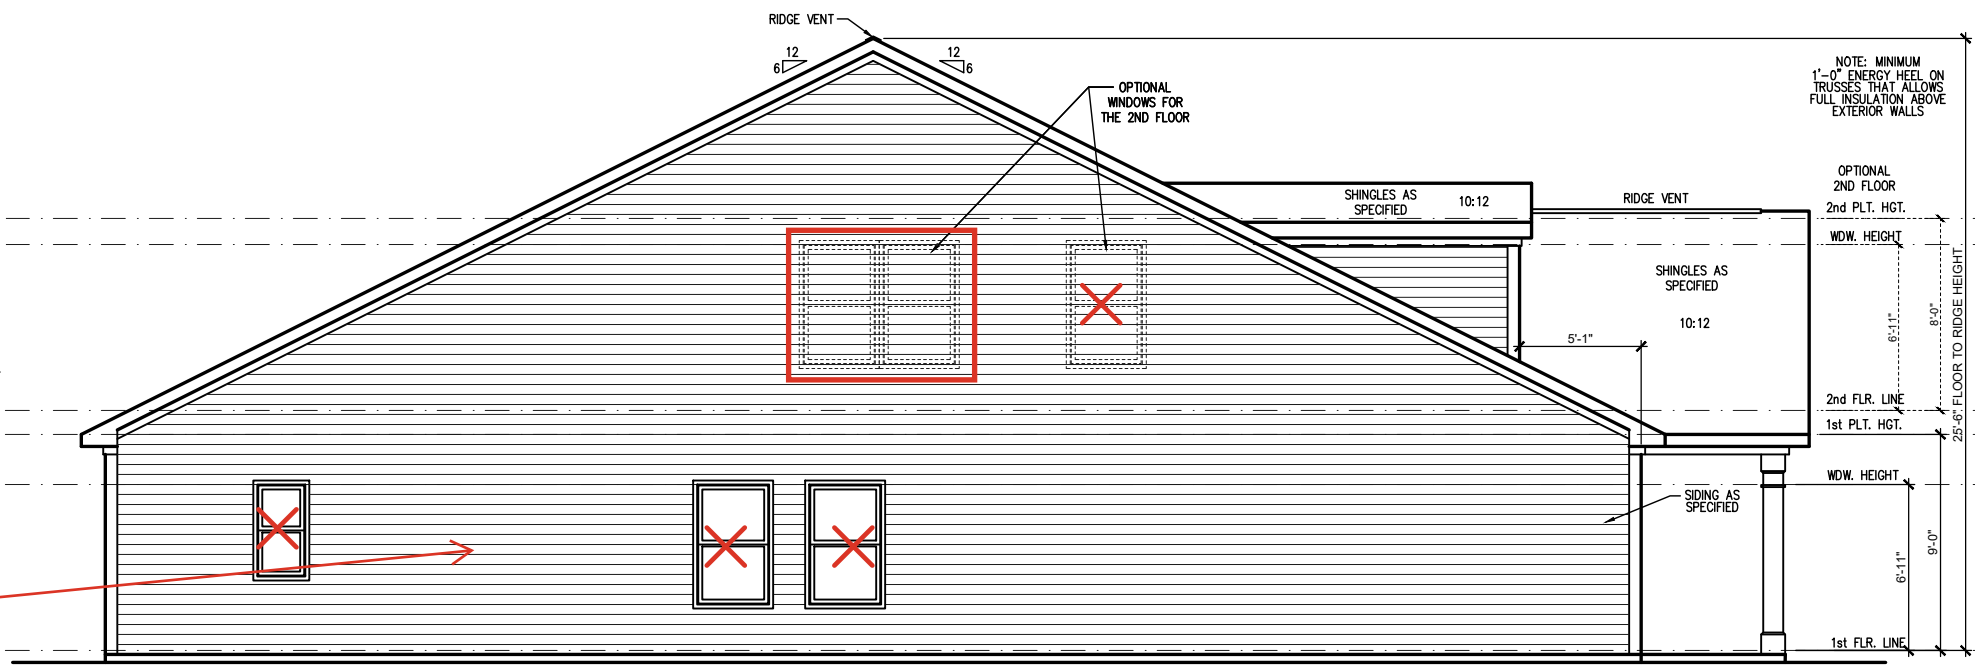 RIDGE VENT
12
6
12
6
OPTIONAL
WINDOWS FOR
THE 2ND FLOOR
NOTE: MINIMUM
1'-0" ENERGY HEEL ON
TRUSSES THAT ALLOWS
FULL INSULATION ABOVE
EXTERIOR WALLS
OPTIONAL
2ND FLOOR
2nd PLT. HGT.
WDW. HEIGHT
SHINGLES AS
SPECIFIED
10:12
RIDGE VENT
SHINGLES AS
SPECIFIED
10:12
5'-1"
6'-11"
8'-0"
25'-6" FLOOR TO RIDGE HEIGHT
2nd FLR. LINE
1st PLT. HGT.
WDW. HEIGHT
SIDING AS
SPECIFIED
6'-11"
9'-0"
1st FLR. LINE